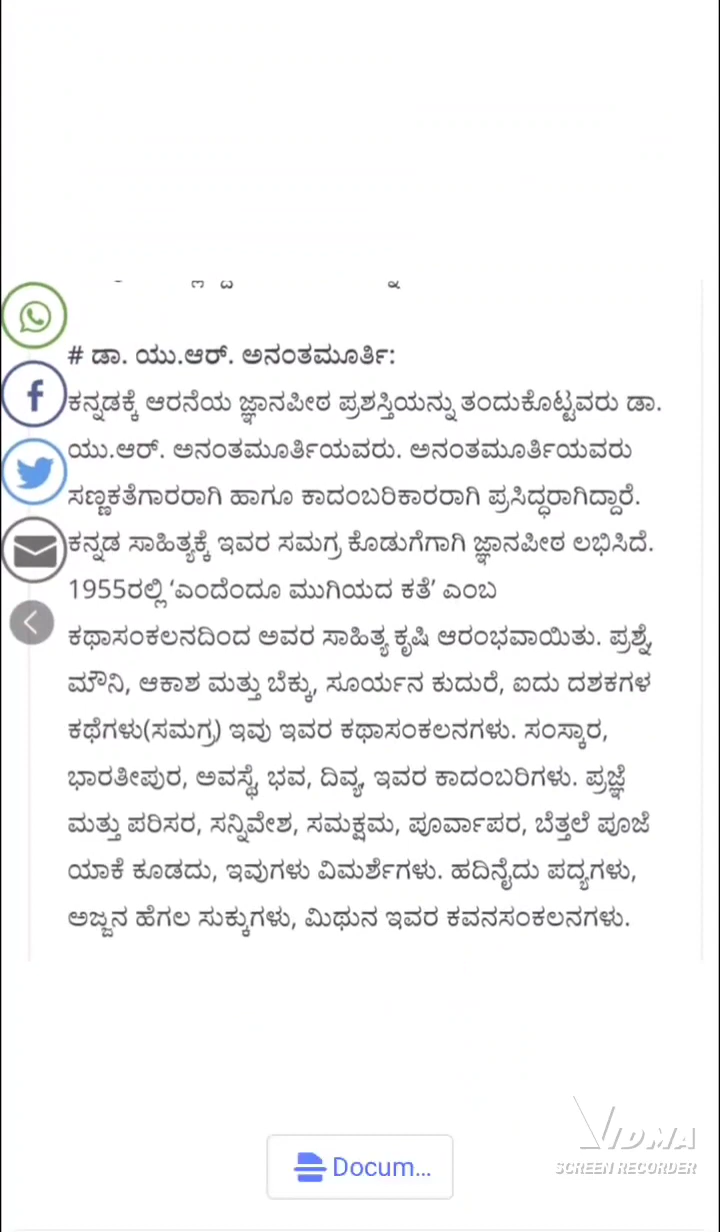 # ಡಾ. ಯು.ಆರ್. ಅನಂತಮೂರ್ತಿ:
ಕನ್ನಡಕ್ಕೆ ಆರನೆಯ ಜ್ಞಾನಪೀಠ ಪ್ರಶಸ್ತಿಯನ್ನು ತಂದುಕೊಟ್ಟವರು ಡಾ.
ಯು.ಆರ್. ಅನಂತಮೂರ್ತಿಯವರು. ಅನಂತಮೂರ್ತಿಯವರು
ಸಣ್ಣಕತೆಗಾರರಾಗಿ ಹಾಗೂ ಕಾದಂಬರಿಕಾರರಾಗಿ ಪ್ರಸಿದ್ಧರಾಗಿದ್ದಾರೆ.
ಕನ್ನಡ ಸಾಹಿತ್ಯಕ್ಕೆ ಇವರ ಸಮಗ್ರ ಕೊಡುಗೆಗಾಗಿ ಜ್ಞಾನಪೀಠ ಲಭಿಸಿದೆ.
1955ರಲ್ಲಿ ‘ಎಂದೆಂದೂ ಮುಗಿಯದ ಕತೆ’ ಎಂಬ
ಕಥಾಸಂಕಲನದಿಂದ ಅವರ ಸಾಹಿತ್ಯ ಕೃಷಿ ಆರಂಭವಾಯಿತು. ಪ್ರಶ್ನೆ,
ಮೌನಿ, ಆಕಾಶ ಮತ್ತು ಬೆಕ್ಕು, ಸೂರ್ಯನ ಕುದುರೆ, ಐದು ದಶಕಗಳ
ಕಥೆಗಳು(ಸಮಗ್ರ) ಇವು ಇವರ ಕಥಾಸಂಕಲನಗಳು. ಸಂಸ್ಕಾರ,
ಭಾರತೀಪುರ, ಅವಸ್ಥೆ, ಭವ, ದಿವ್ಯ, ಇವರ ಕಾದಂಬರಿಗಳು. ಪ್ರಜ್ಞೆ
ಮತ್ತು ಪರಿಸರ, ಸನ್ನಿವೇಶ, ಸಮಕ್ಷಮ, ಪೂರ್ವಾಪರ, ಬೆತ್ತಲೆ ಪೂಜೆ
ಯಾಕೆ ಕೂಡದು, ಇವುಗಳು ವಿಮರ್ಶೆಗಳು. ಹದಿನೈದು ಪದ್ಯಗಳು,
ಅಜ್ಜನ ಹೆಗಲ ಸುಕ್ಕುಗಳು, ಮಿಥುನ ಇವರ ಕವನಸಂಕಲನಗಳು.
Docum...
VIDMA
SCREEN RECORDER